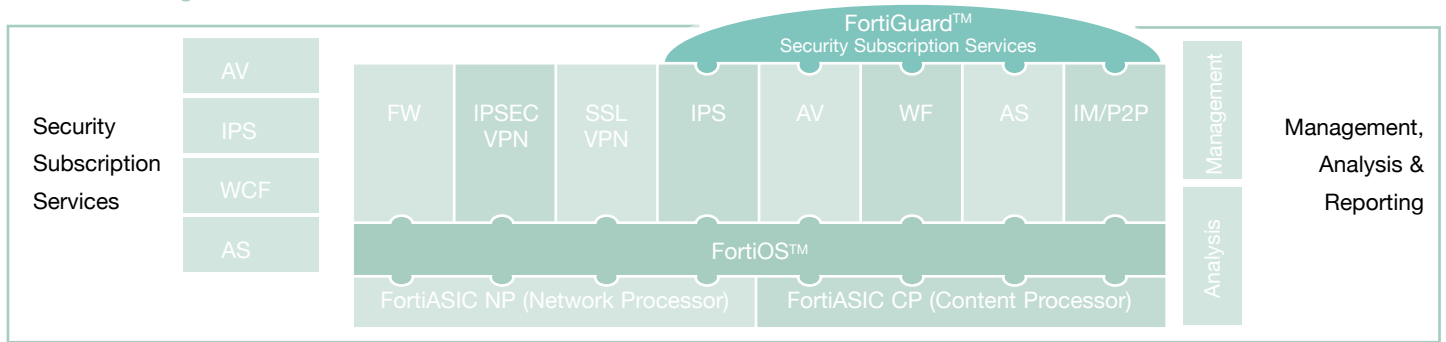 Security
Subscription
Services
AV
IPS
WCF
AS
FortiGuard™
Security Subscription Services
FW
IPSEC
VPN
SSL
VPN
IPS
AV
WF
AS
IM/P2P
FortiOS™
FortiASIC NP (Network Processor)
FortiASIC CP (Content Processor)
Management
Analysis
Management,
Analysis &
Reporting